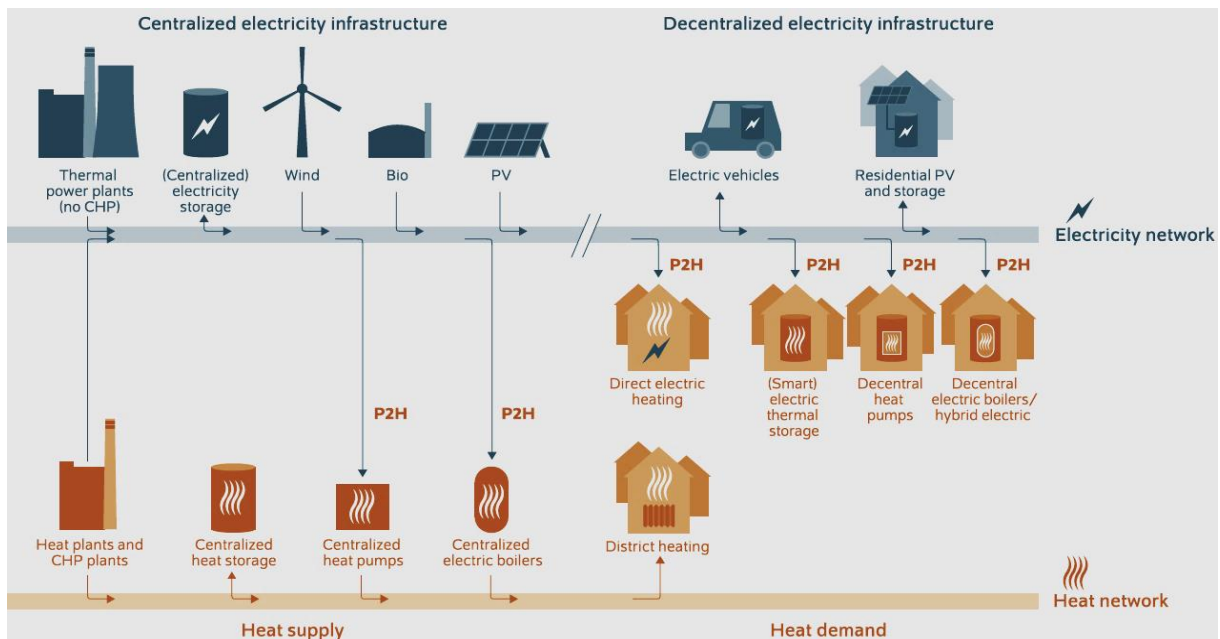 Centralized electricity infrastructure
Decentralized electricity infrastructure
Thermal
power plants
(no CHP)
(Centralized)
electricity
storage
Wind
Bio
PV
Electric vehicles
Residential PV
and storage
Electricity network
P2H
P2H
P2H
P2H
Direct electric
heating
(Smart)
electric
thermal
storage
Decentral
heat
pumps
Decentral
electric boilers/
hybrid electric
P2H
P2H
Heat plants and
CHP plants
Centralized
heat storage
Centralized
heat pumps
Centralized
electric boilers
District heating
Heat network
Heat supply
Heat demand